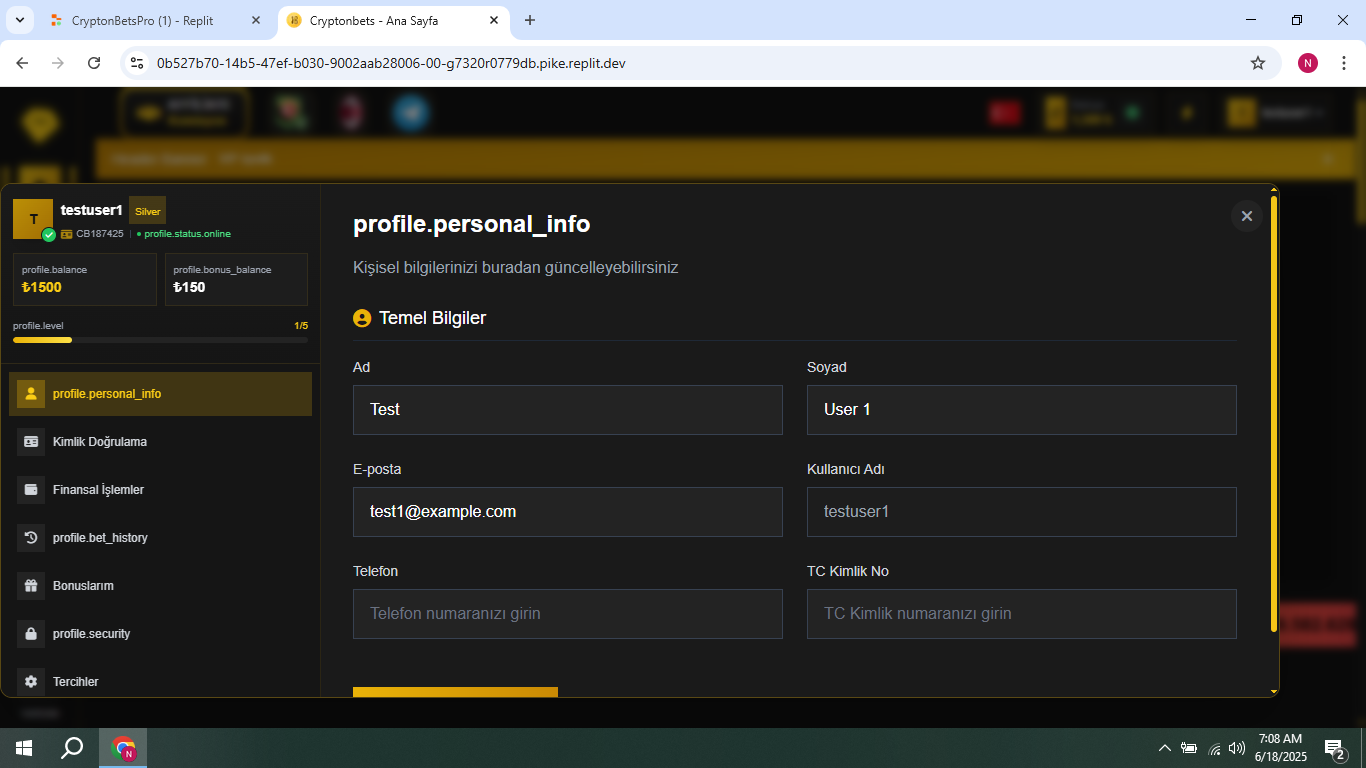 CryptonBetsPro (1) - Replit
Cryptonbets - Ana Sayfa
0b527b70-14b5-47ef-b030-9002aab28006-00-g7320r0779db.pike.replit.dev
N
T
testuser1
Silver
CB187425
profile.status.online
profile.balance
₺1500
profile.bonus_balance
₺150
profile.level
1/5
profile.personal_info
Kimlik Doğrulama
Finansal İşlemler
profile.bet_history
Bonuslarım
profile.security
Tercihler
profile.personal_info
Kişisel bilgilerinizi buradan güncelleyebilirsiniz
Temel Bilgiler
Ad
Soyad
Test
User 1
E-posta
Kullanıcı Adı
test1@example.com
testuser1
Telefon
TC Kimlik No
Telefon numaranızı girin
TC Kimlik numaranızı girin
N
7:08 AM
6/18/2025
2